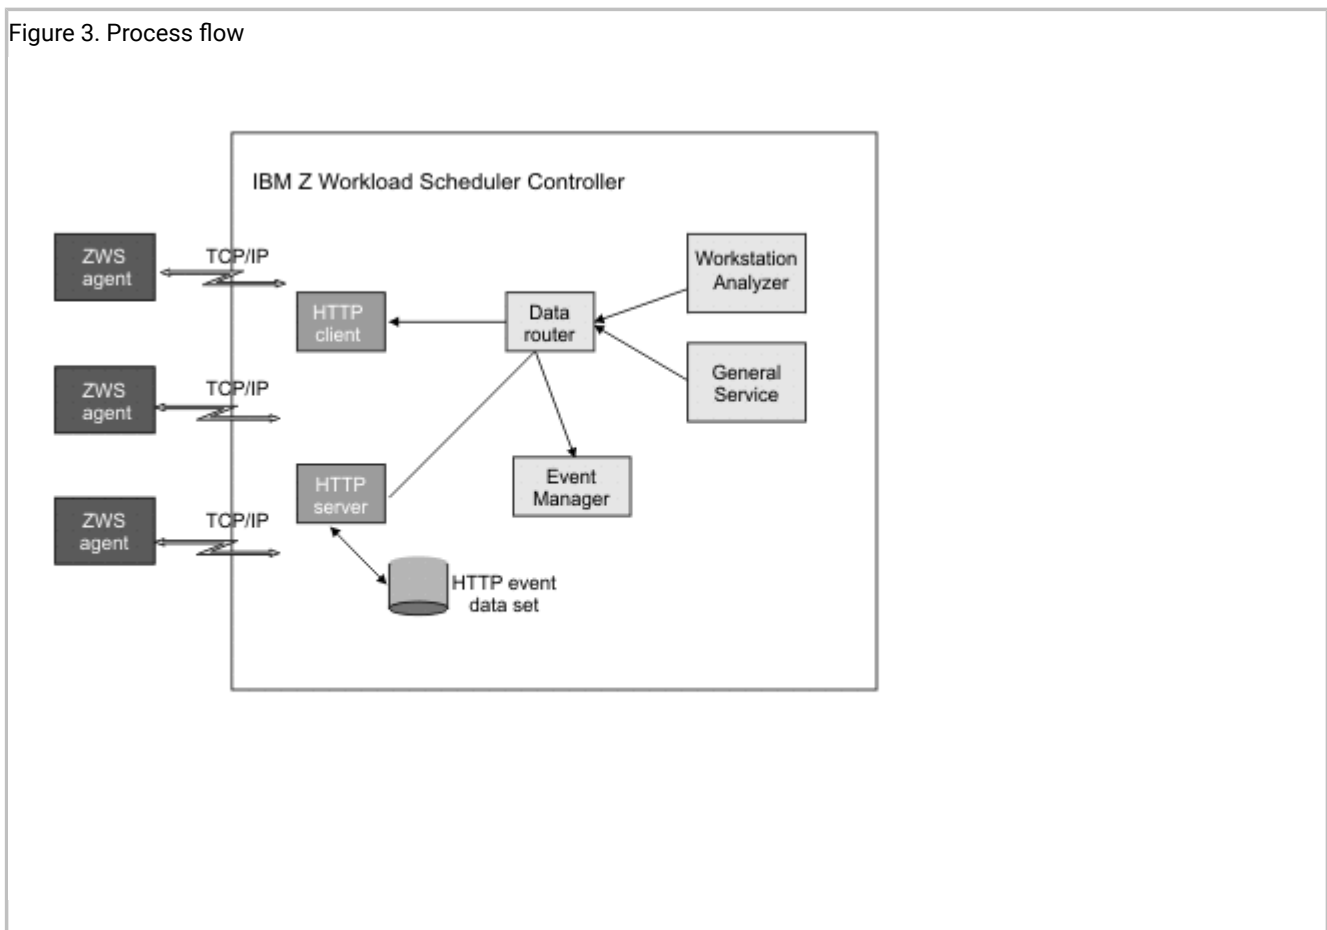 Figure 3. Process flow
IBM Z Workload Scheduler Controller
ZWS
agent
TCP/IP
HTTP
client
Data
router
Workstation
Analyzer
General
Service
ZWS
agent
TCP/IP
HTTP
server
Event
Manager
ZWS
agent
TCP/IP
HTTP event
data set